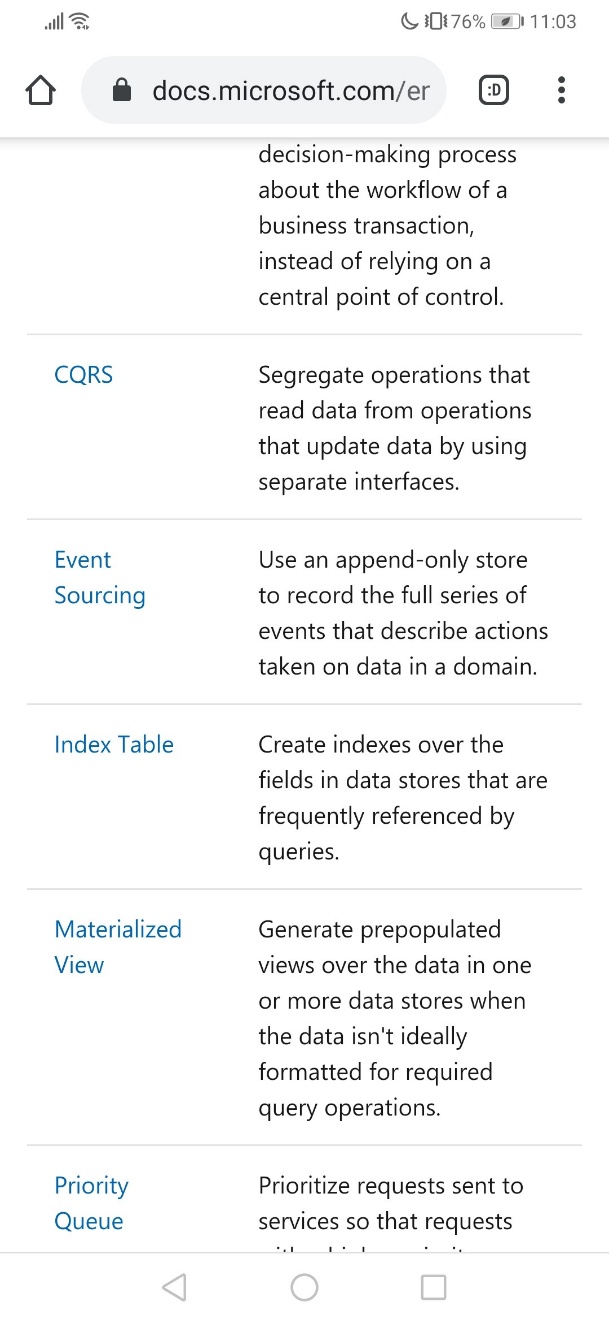 76% 11:03
docs.microsoft.com/er
:D
decision-making process
about the workflow of a
business transaction,
instead of relying on a
central point of control.
CQRS
Segregate operations that
read data from operations
that update data by using
separate interfaces.
Event
Sourcing
Use an append-only store
to record the full series of
events that describe actions
taken on data in a domain.
Index Table
Create indexes over the
fields in data stores that are
frequently referenced by
queries.
Materialized
View
Generate prepopulated
views over the data in one
or more data stores when
the data isn't ideally
formatted for required
query operations.
Priority
Queue
Prioritize requests sent to
services so that requests